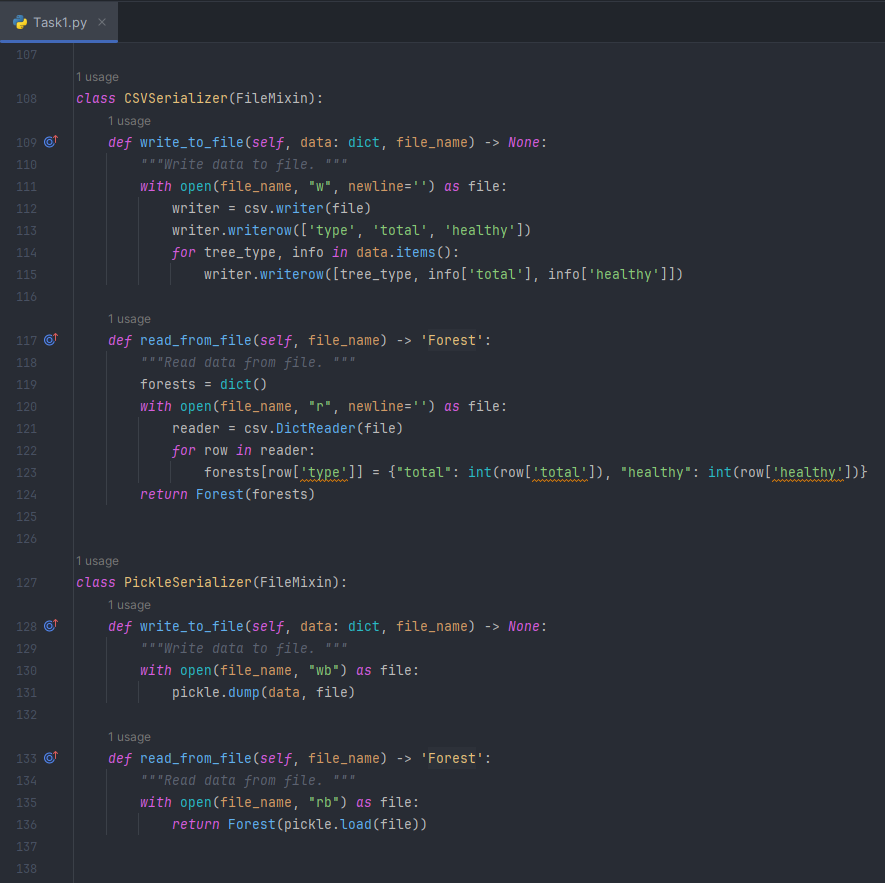 Task1.py
107
1 usage
108 class CSVSerializer(FileMixin):
1 usage
109 def write_to_file(self, data: dict, file_name) -> None:
110 """Write data to file. """
111 with open(file_name, "w", newline='') as file:
112 writer = csv.writer(file)
113 writer.writerow(['type', 'total', 'healthy'])
114 for tree_type, info in data.items():
115 writer.writerow([tree_type, info['total'], info['healthy']])
116
1 usage
117 def read_from_file(self, file_name) -> 'Forest':
118 """Read data from file. """
119 forests = dict()
120 with open(file_name, "r", newline='') as file:
121 reader = csv.DictReader(file)
122 for row in reader:
123 forests[row['type']] = {"total": int(row['total']), "healthy": int(row['healthy'])}
124 return Forest(forests)
125
126
1 usage
127 class PickleSerializer(FileMixin):
1 usage
128 def write_to_file(self, data: dict, file_name) -> None:
129 """Write data to file. """
130 with open(file_name, "wb") as file:
131 pickle.dump(data, file)
132
1 usage
133 def read_from_file(self, file_name) -> 'Forest':
134 """Read data from file. """
135 with open(file_name, "rb") as file:
136 return Forest(pickle.load(file))
137
138